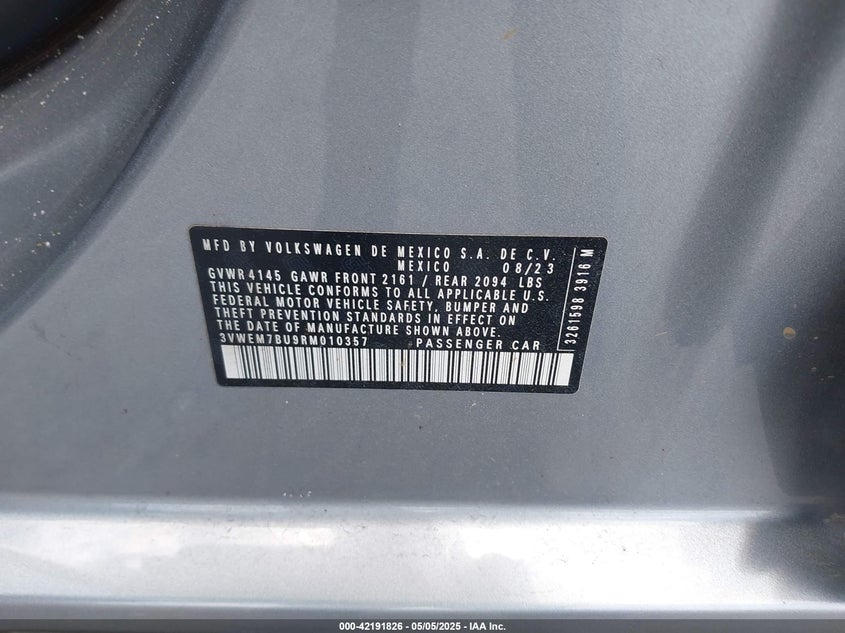 MFD BY VOLKSWAGEN DE MEXICO S.A. DE C.V.
MEXICO 08/23
GVWR 4145 GAWR FRONT 2161 / REAR 2094 LBS
THIS VEHICLE CONFORMS TO ALL APPLICABLE U.S.
FEDERAL MOTOR VEHICLE SAFETY, BUMPER AND
THEFT PREVENTION STANDARDS IN EFFECT ON
THE DATE OF MANUFACTURE SHOWN ABOVE.
3VWEM7BU9RM010357 PASSENGER CAR
3261508 3916 M
000-42191826 - 05/05/2025 - IAA Inc.